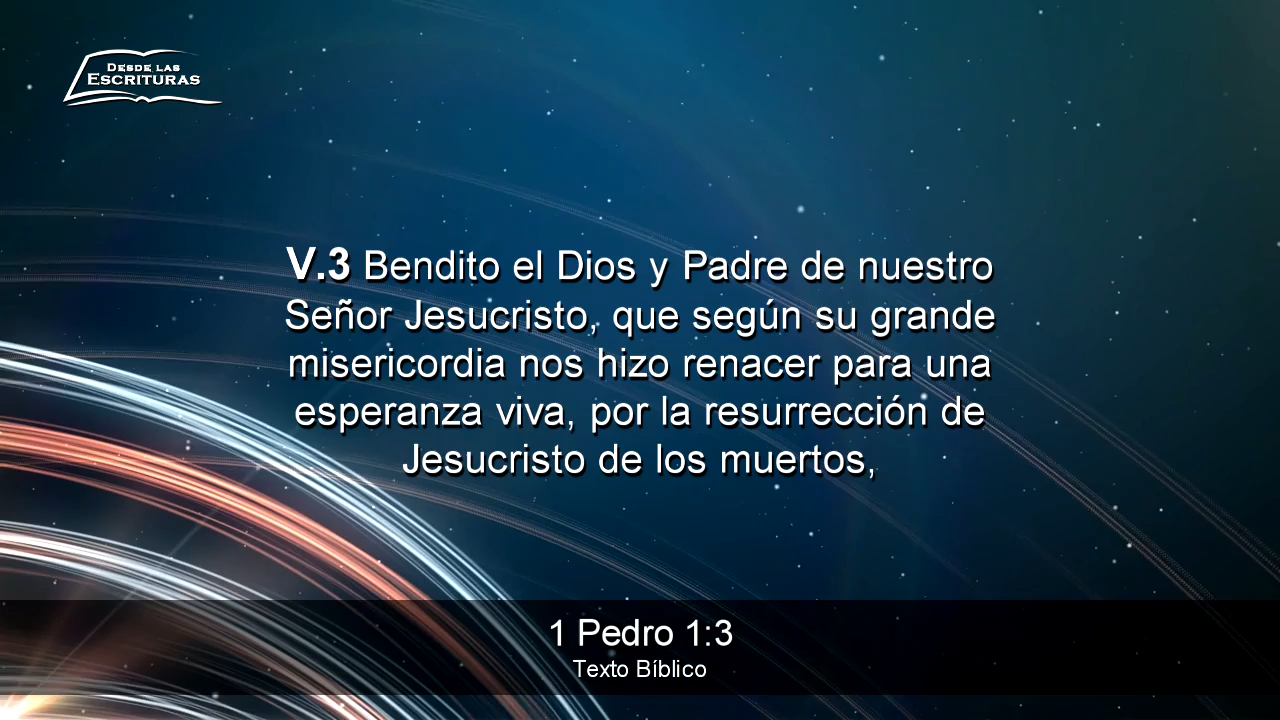 DESDE LAS
ESCRITURAS
V.3 Bendito el Dios y Padre de nuestro
Señor Jesucristo, que según su grande
misericordia nos hizo renacer para una
esperanza viva, por la resurrección de
Jesucristo de los muertos,
1 Pedro 1:3
Texto Bíblico